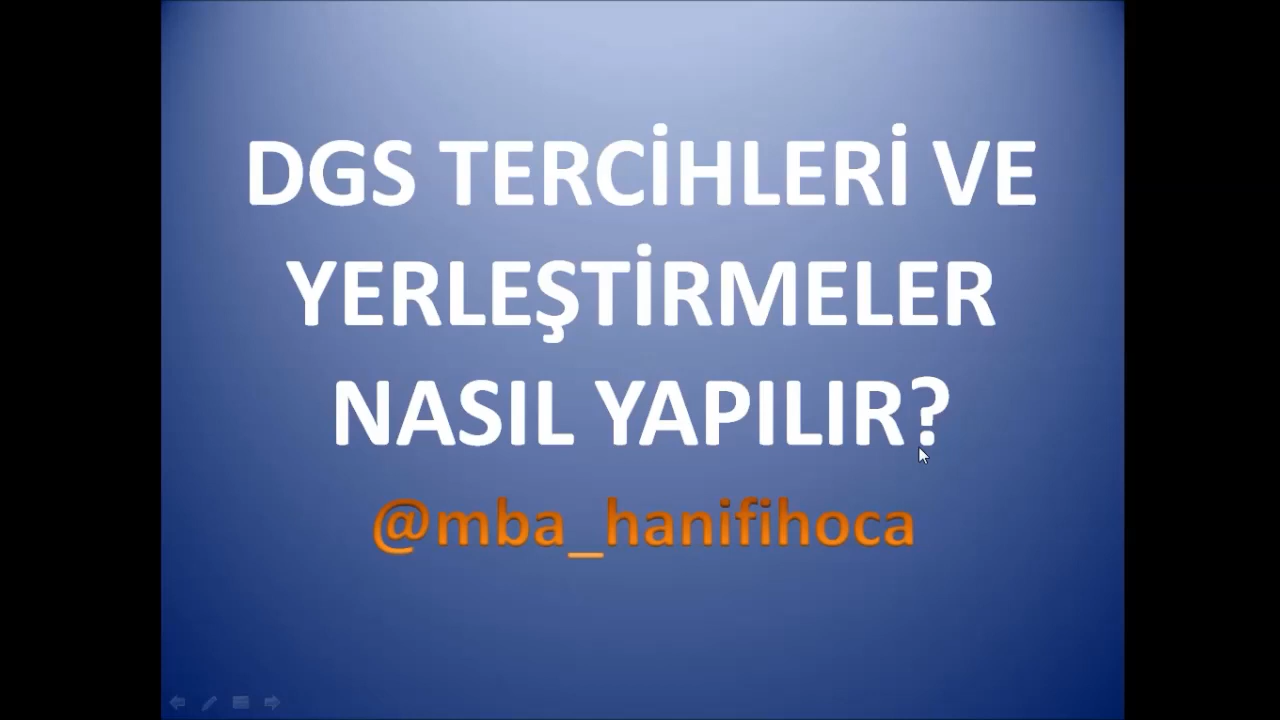 DGS TERCİHLERİ VE
YERLEŞTİRMELER
NASIL YAPILIR?
@mba_hanifihoca